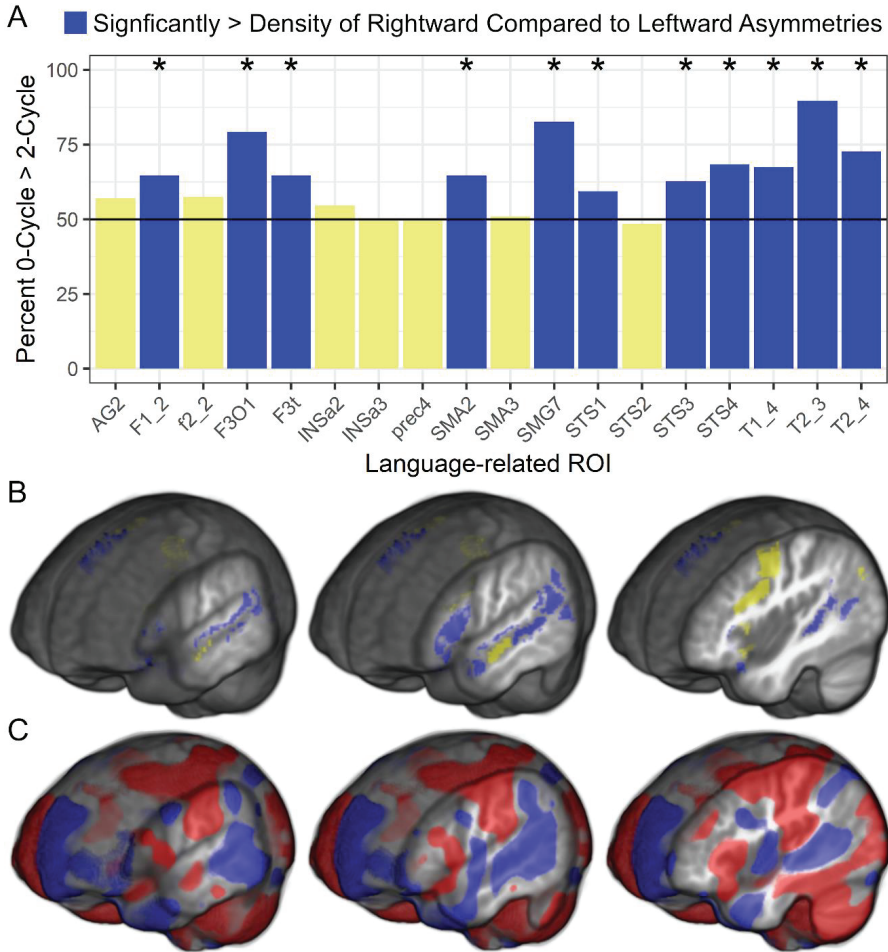 A
Signficantly > Density of Rightward Compared to Leftward Asymmetries
Percent 0-Cycle > 2-Cycle
100
75
50
25
0
* * * * * * * * * * *
AG2 F1_2 f2_2 F3O1 F3t INSa2 INSa3 prec4 SMA2 SMA3 SMG7 STS1 STS2 STS3 STS4 T1_4 T2_3 T2_4
Language-related ROI
B
C